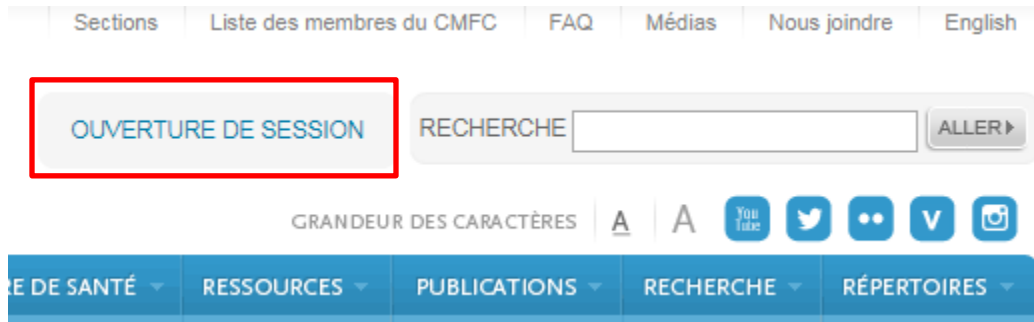 Sections Liste des membres du CMFC FAQ Médias Nous joindre English
OUVERTURE DE SESSION RECHERCHE ALLER
GRANDEUR DES CARACTÈRES A A You Tube V
RE DE SANTÉ RESSOURCES PUBLICATIONS RECHERCHE RÉPERTOIRES